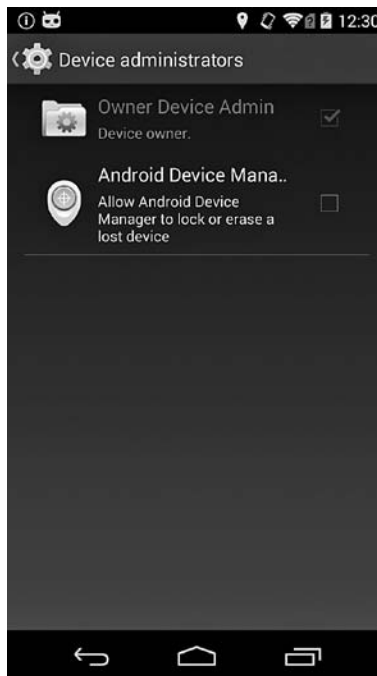 12:30
Device administrators
Owner Device Admin
Device owner.
Android Device Mana..
Allow Android Device
Manager to lock or erase a
lost device